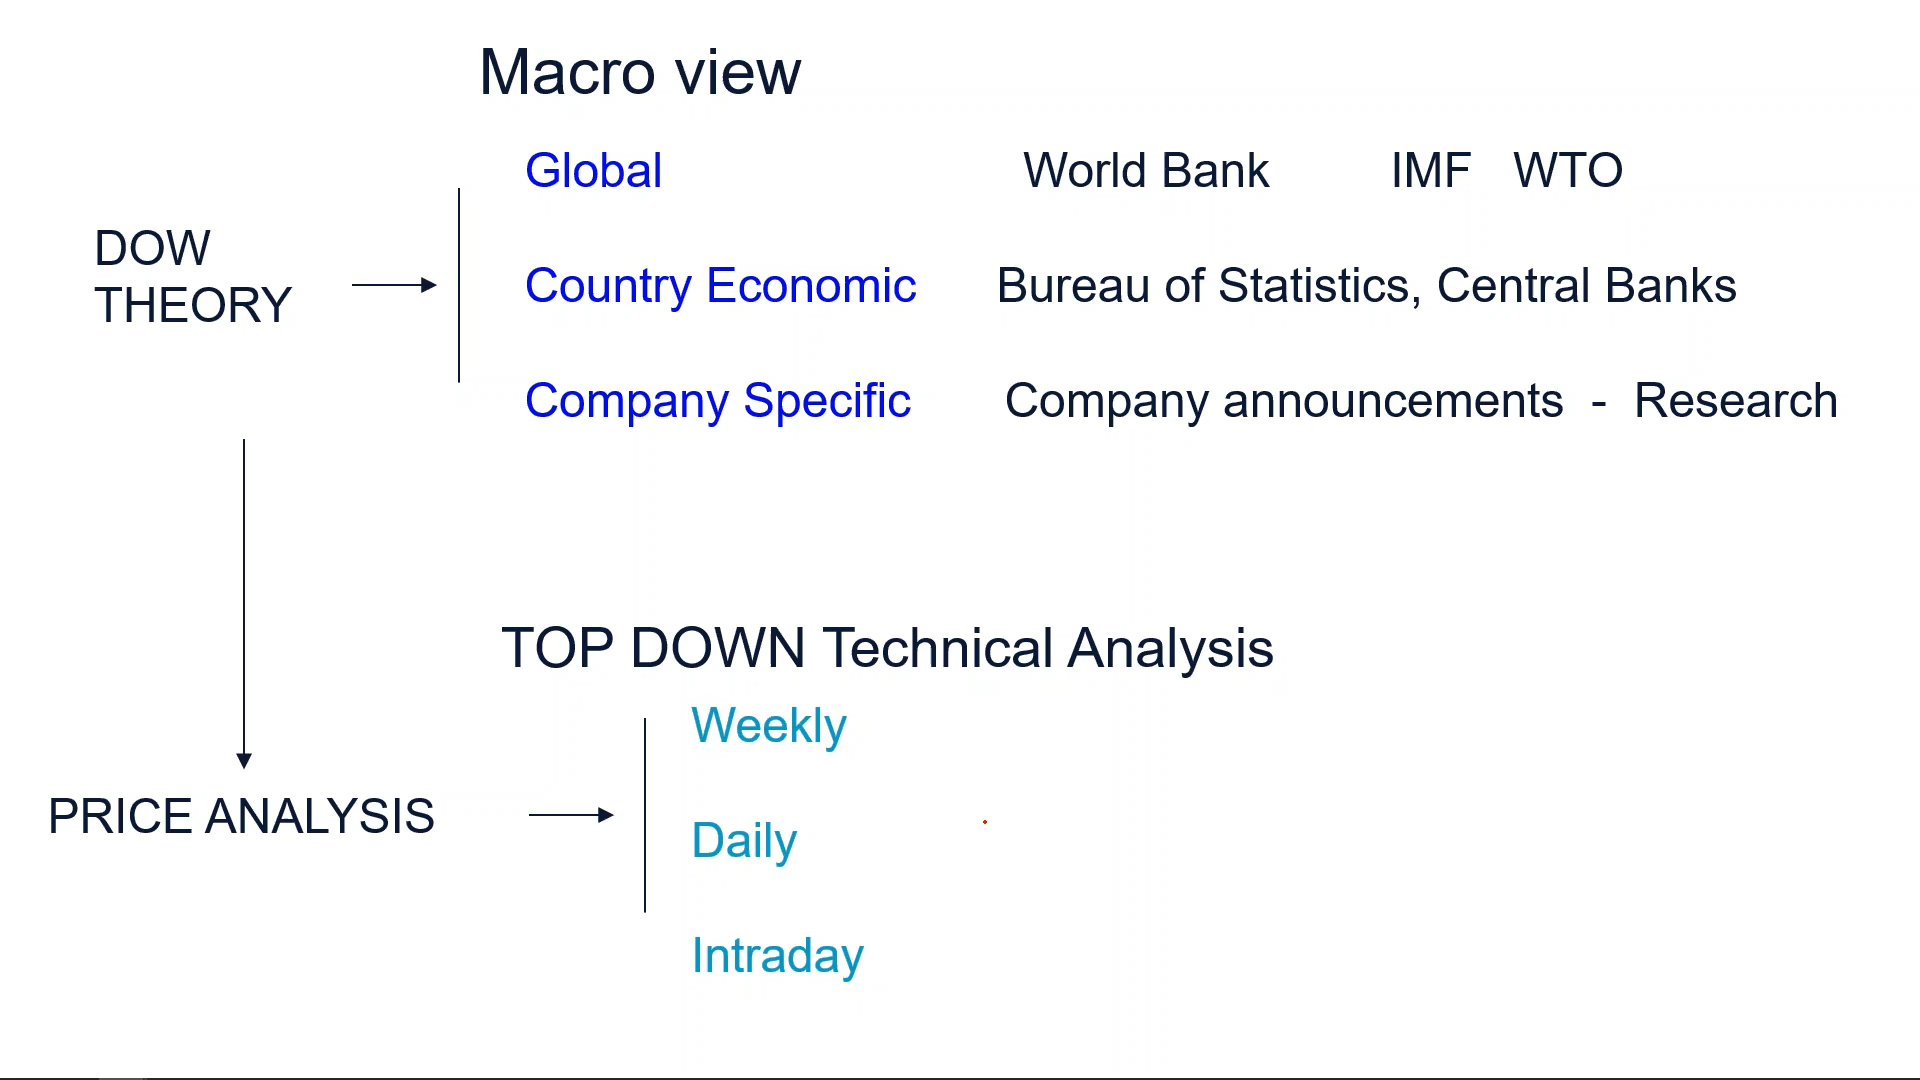 Macro view
Global World Bank IMF WTO
DOW
THEORY
Country Economic Bureau of Statistics, Central Banks
Company Specific Company announcements - Research
TOP DOWN Technical Analysis
Weekly
PRICE ANALYSIS
Daily
Intraday